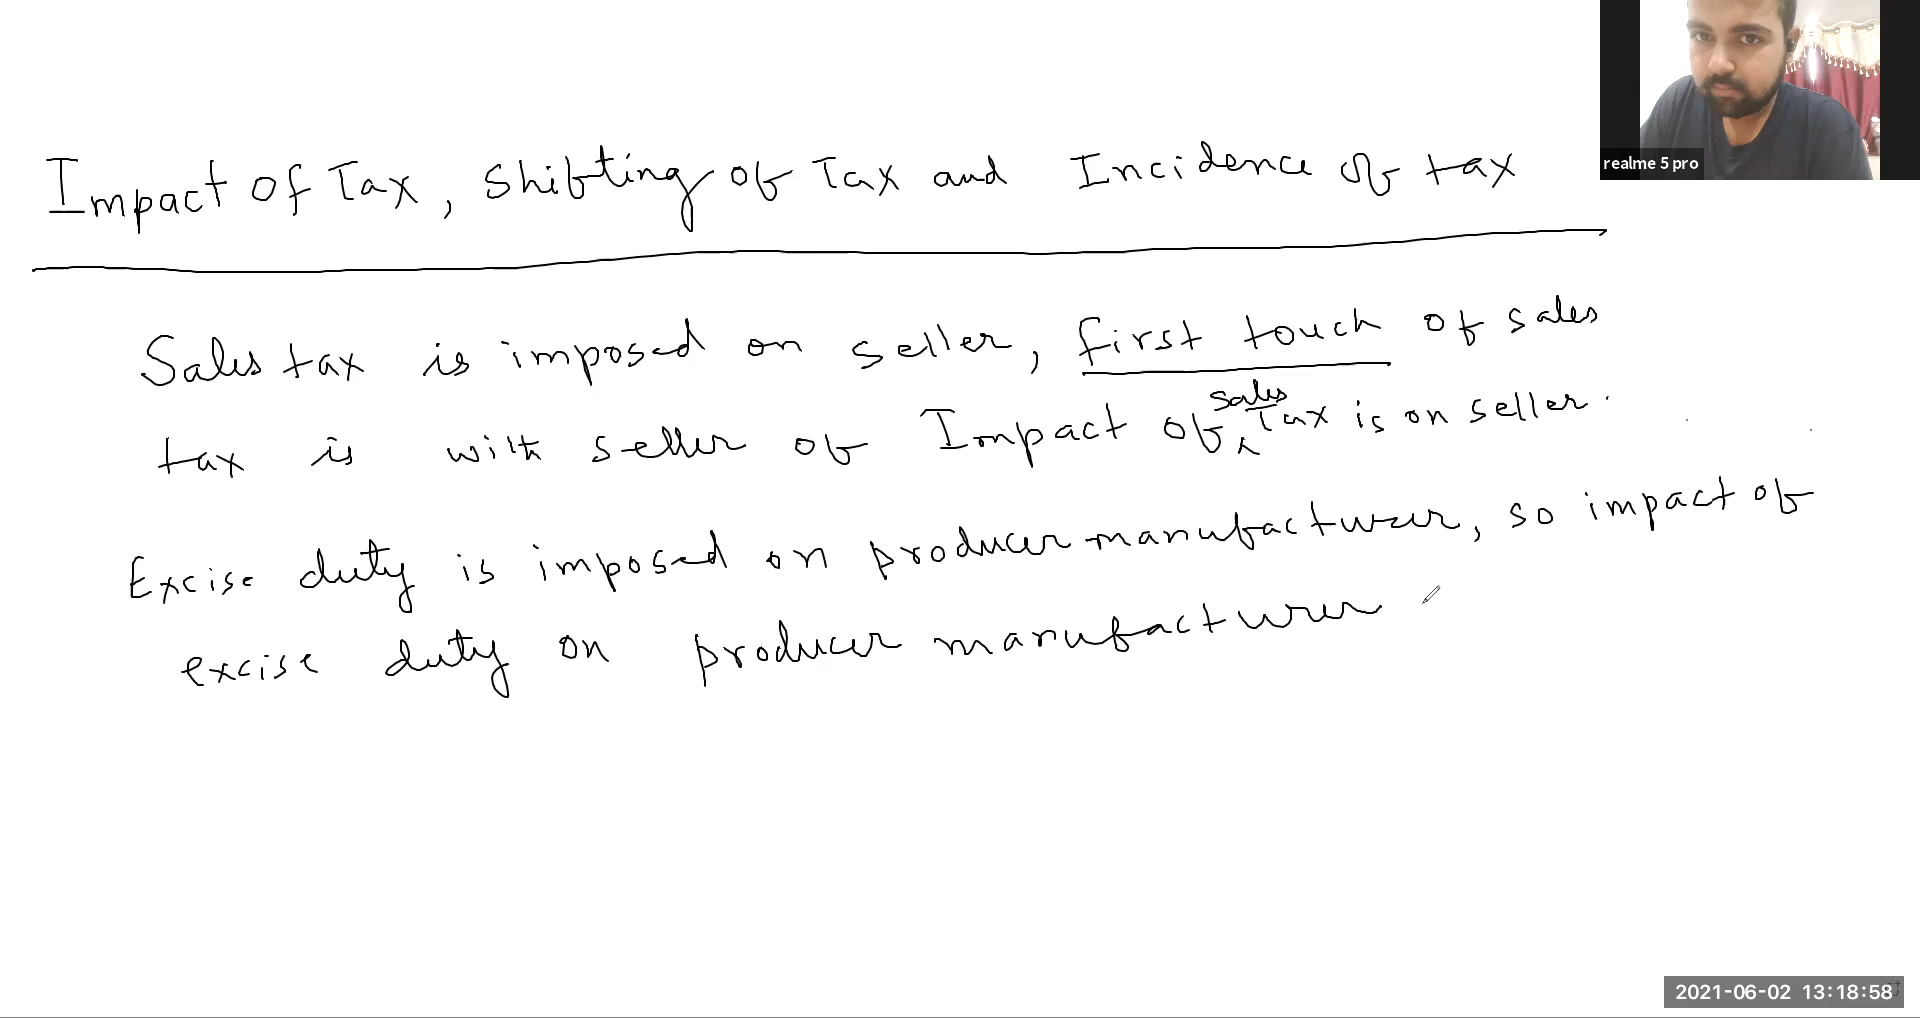 Impact of Tax, Shifting of Tax and Incidence of tax
realme 5 pro
Sales tax is imposed on seller, first touch of sales
tax is with seller of Impact of sales Tax is on seller.
Excise duty is imposed on producer manufacturer, so impact of
excise duty on producer manufacturer
2021-06-02 13:18:58